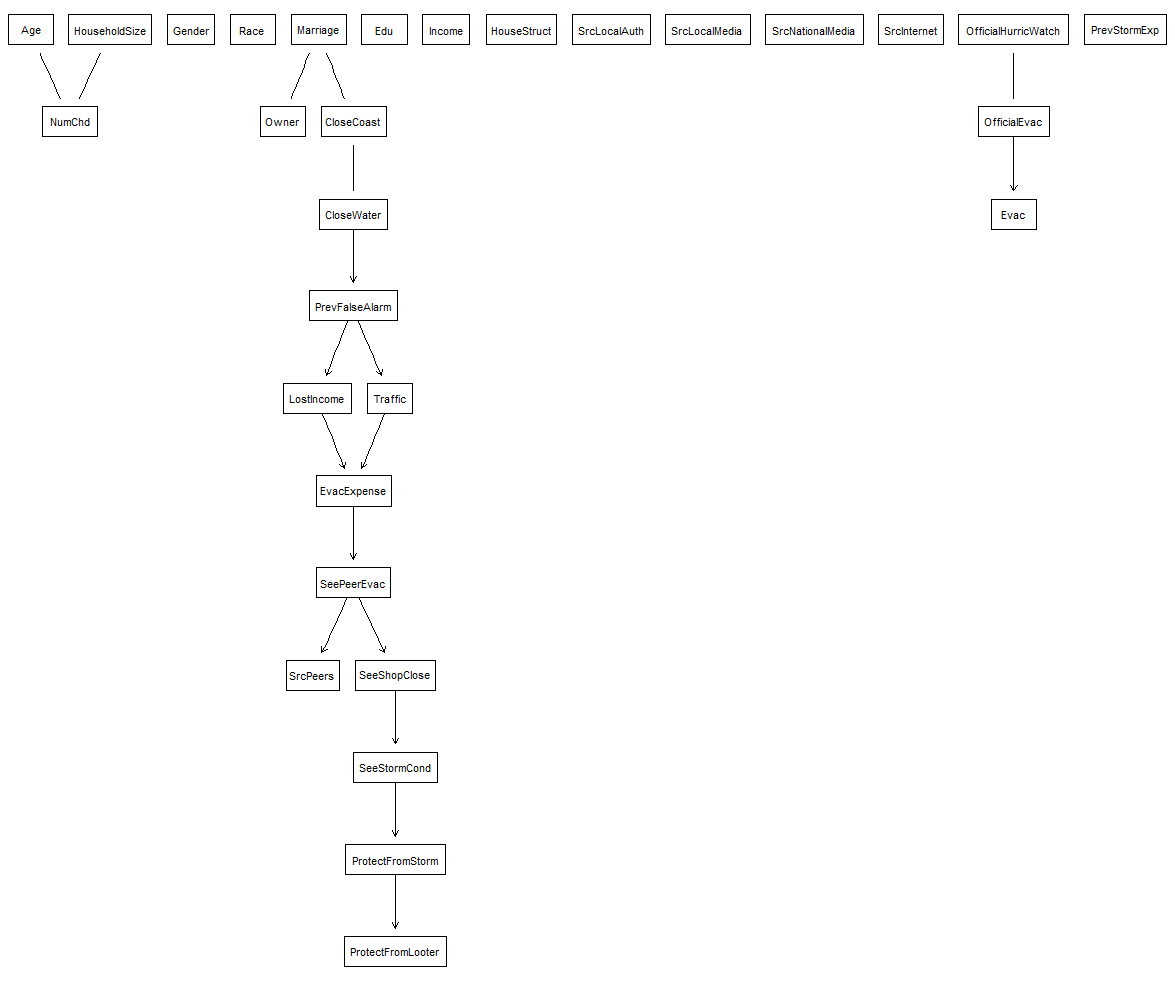 Age
HouseholdSize
Gender
Race
Marriage
Edu
Income
HouseStruct
SrcLocalAuth
SrcLocalMedia
SrcNationalMedia
SrcInternet
OfficialHurricWatch
PrevStormExp
NumChd
Owner
CloseCoast
OfficialEvac
CloseWater
Evac
PrevFalseAlarm
LostIncome
Traffic
EvacExpense
SeePeerEvac
SrcPeers
SeeShopClose
SeeStormCond
ProtectFromStorm
ProtectFromLooter